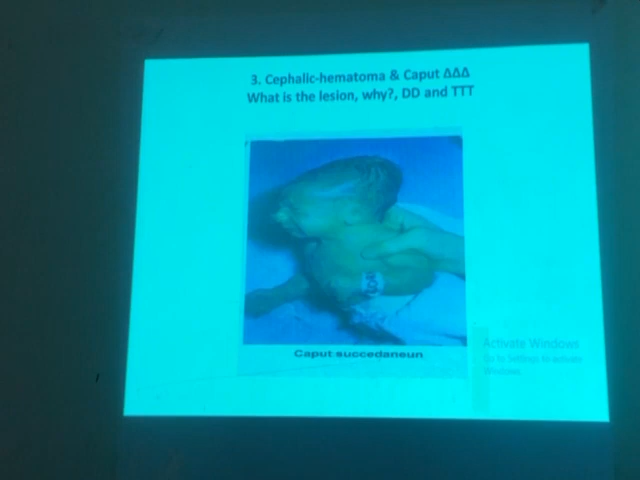 3. Cephalic-hematoma & Caput ΔΔΔ
What is the lesion, why?, DD and TTT
Caput succedaneun
Activate Windows
Go to Settings to activate
Windows.